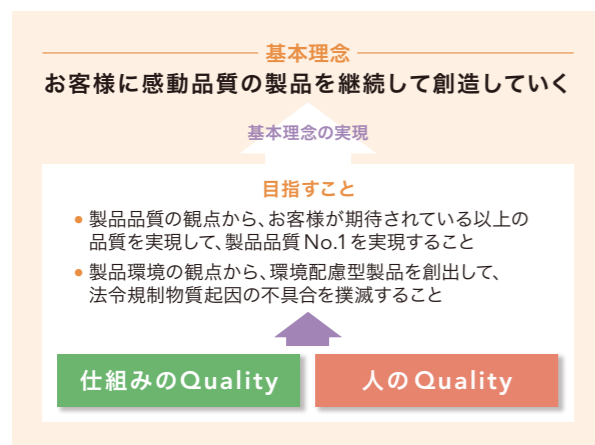 基本理念
お客様に感動品質の製品を継続して創造していく
基本理念の実現
目指すこと
● 製品品質の観点から、お客様が期待されている以上の
品質を実現して、製品品質No.1を実現すること
● 製品環境の観点から、環境配慮型製品を創出して、
法令規制物質起因の不具合を撲滅すること
仕組みのQuality
人のQuality